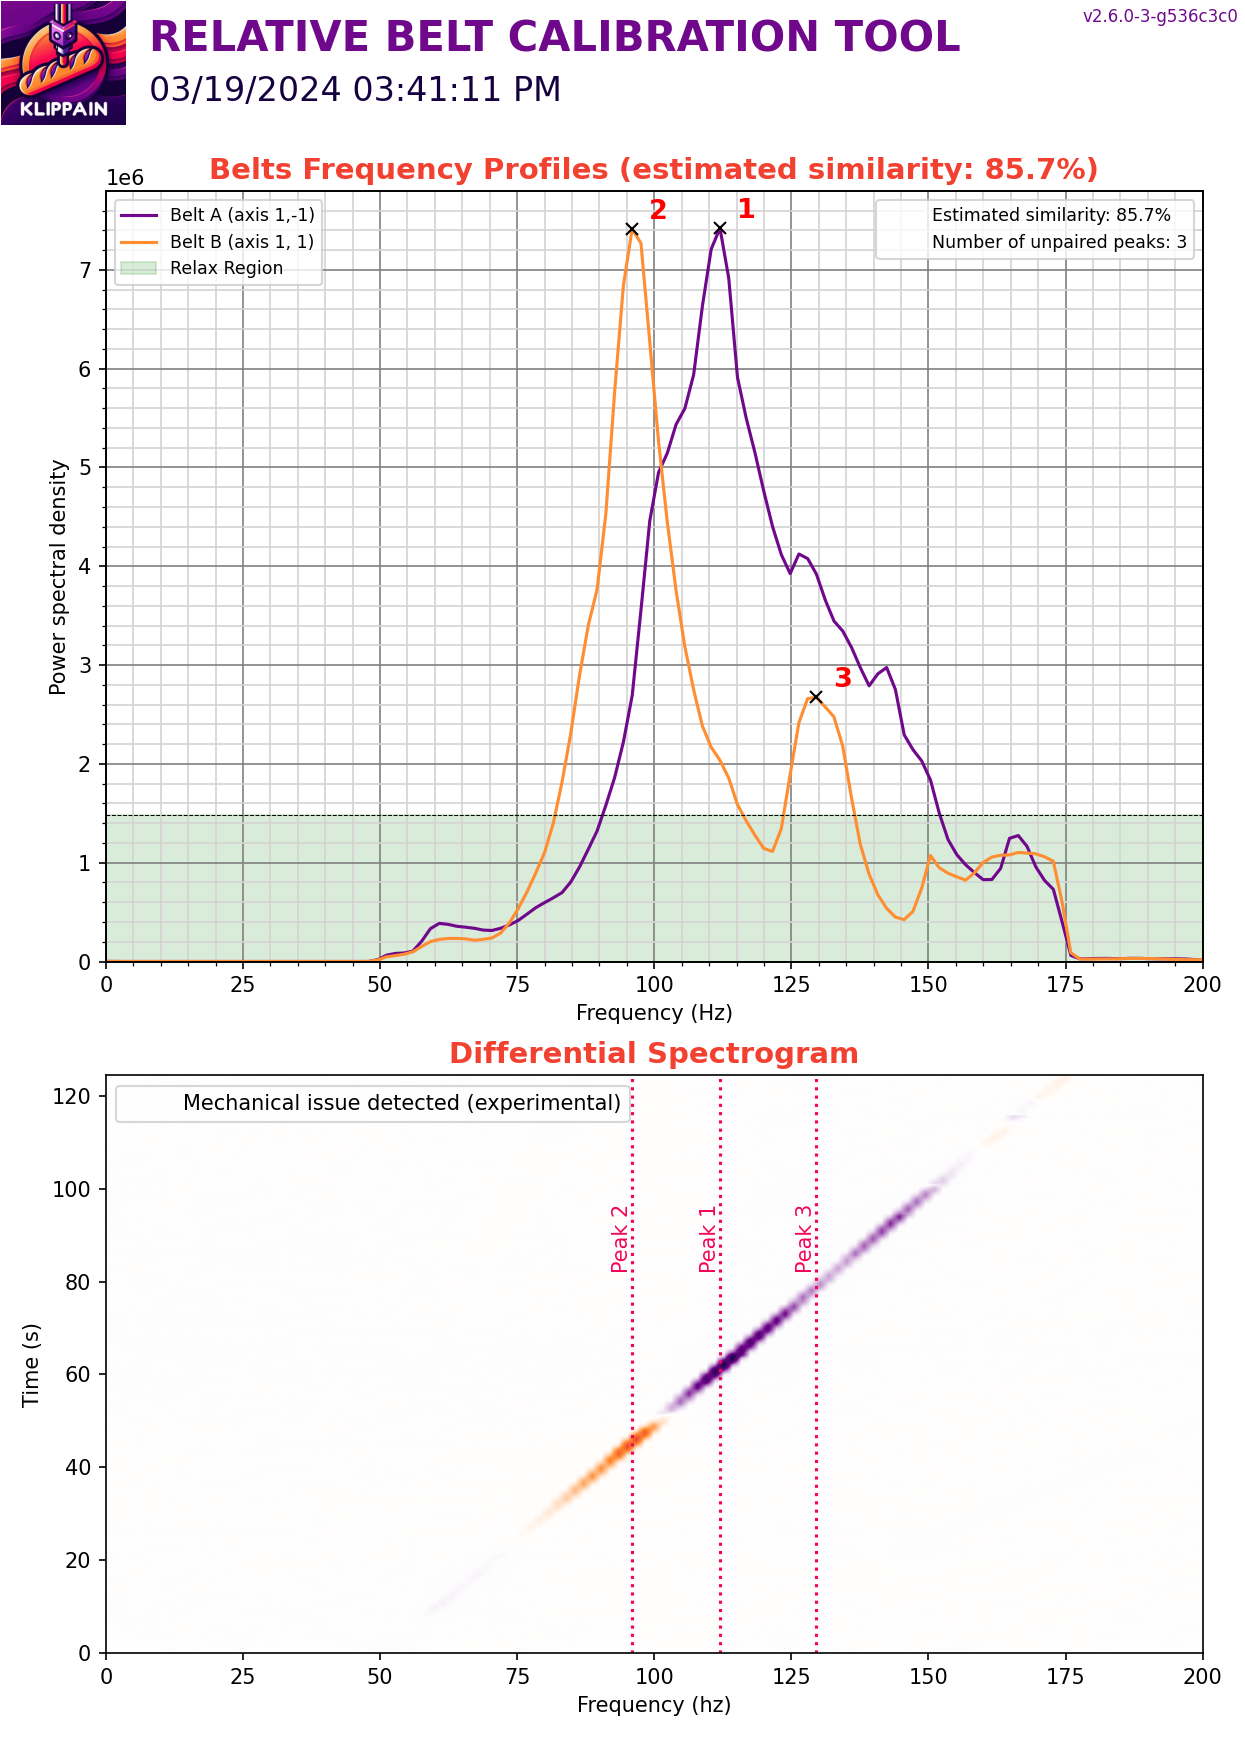 v2.6.0-3-g536c3c0
KLIPPAIN
RELATIVE BELT CALIBRATION TOOL
03/19/2024 03:41:11 PM
Belts Frequency Profiles (estimated similarity: 85.7%)
1e6
Belt A (axis 1,-1)
Belt B (axis 1, 1)
Relax Region
Estimated similarity: 85.7%
Number of unpaired peaks: 3
2
1
3
Power spectral density
7
6
5
4
3
2
1
0
0 25 50 75 100 125 150 175 200
Frequency (Hz)
Differential Spectrogram
Mechanical issue detected (experimental)
Peak 2
Peak 1
Peak 3
Time (s)
120
100
80
60
40
20
0
0 25 50 75 100 125 150 175 200
Frequency (hz)